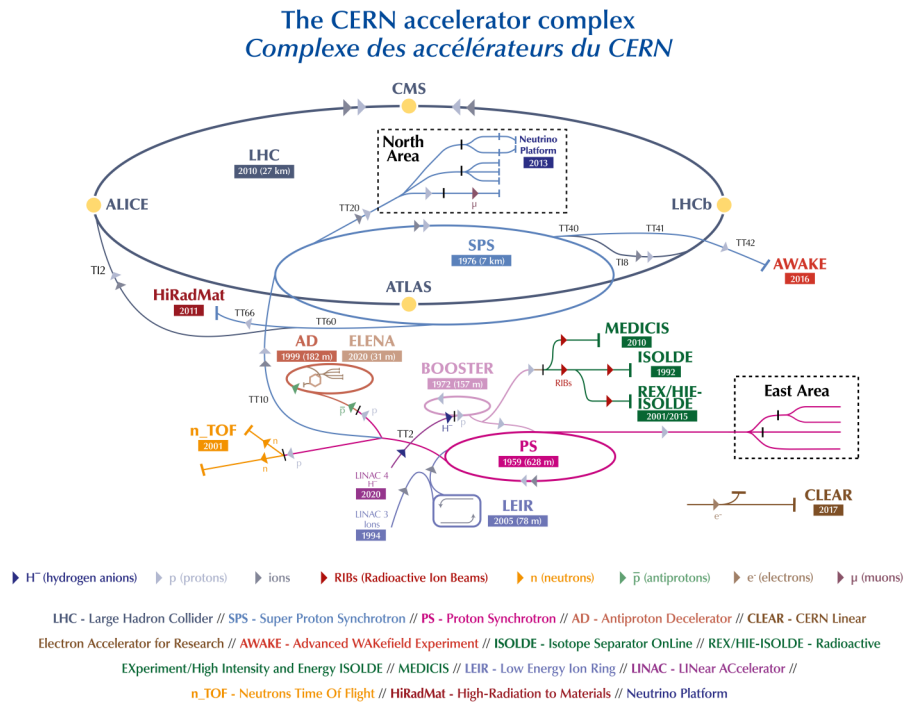 The CERN accelerator complex
Complexe des accélérateurs du CERN
CMS
North
Area
Neutrino
Platform
2013
LHC
2010 (27 km)
µ
ALICE
TT20
LHCb
TT40
TT41
TT42
SPS
1976 (7 km)
TI8
TI2
AWAKE
2016
HiRadMat
2011
ATLAS
TT66
TT60
MEDICIS
2010
AD
1999 (182 m)
ELENA
2020 (31 m)
BOOSTER
1972 (157 m)
ISOLDE
1992
RIBs
REX/HIE-
ISOLDE
2001/2015
East Area
TT10
p̅
p
H⁻
p
TT2
n_TOF
2001
n
n
p
PS
1959 (628 m)
LINAC 4
H⁻
2020
LINAC 3
Ions
1994
LEIR
2005 (78 m)
CLEAR
2017
e⁻
H⁻ (hydrogen anions)
p (protons)
ions
RIBs (Radioactive Ion Beams)
n (neutrons)
p̅ (antiprotons)
e⁻ (electrons)
µ (muons)
LHC - Large Hadron Collider // SPS - Super Proton Synchrotron // PS - Proton Synchrotron // AD - Antiproton Decelerator // CLEAR - CERN Linear
Electron Accelerator for Research // AWAKE - Advanced WAKefield Experiment // ISOLDE - Isotope Separator OnLine // REX/HIE-ISOLDE - Radioactive
EXperiment/High Intensity and Energy ISOLDE // MEDICIS // LEIR - Low Energy Ion Ring // LINAC - LINear ACcelerator //
n_TOF - Neutrons Time Of Flight // HiRadMat - High-Radiation to Materials // Neutrino Platform